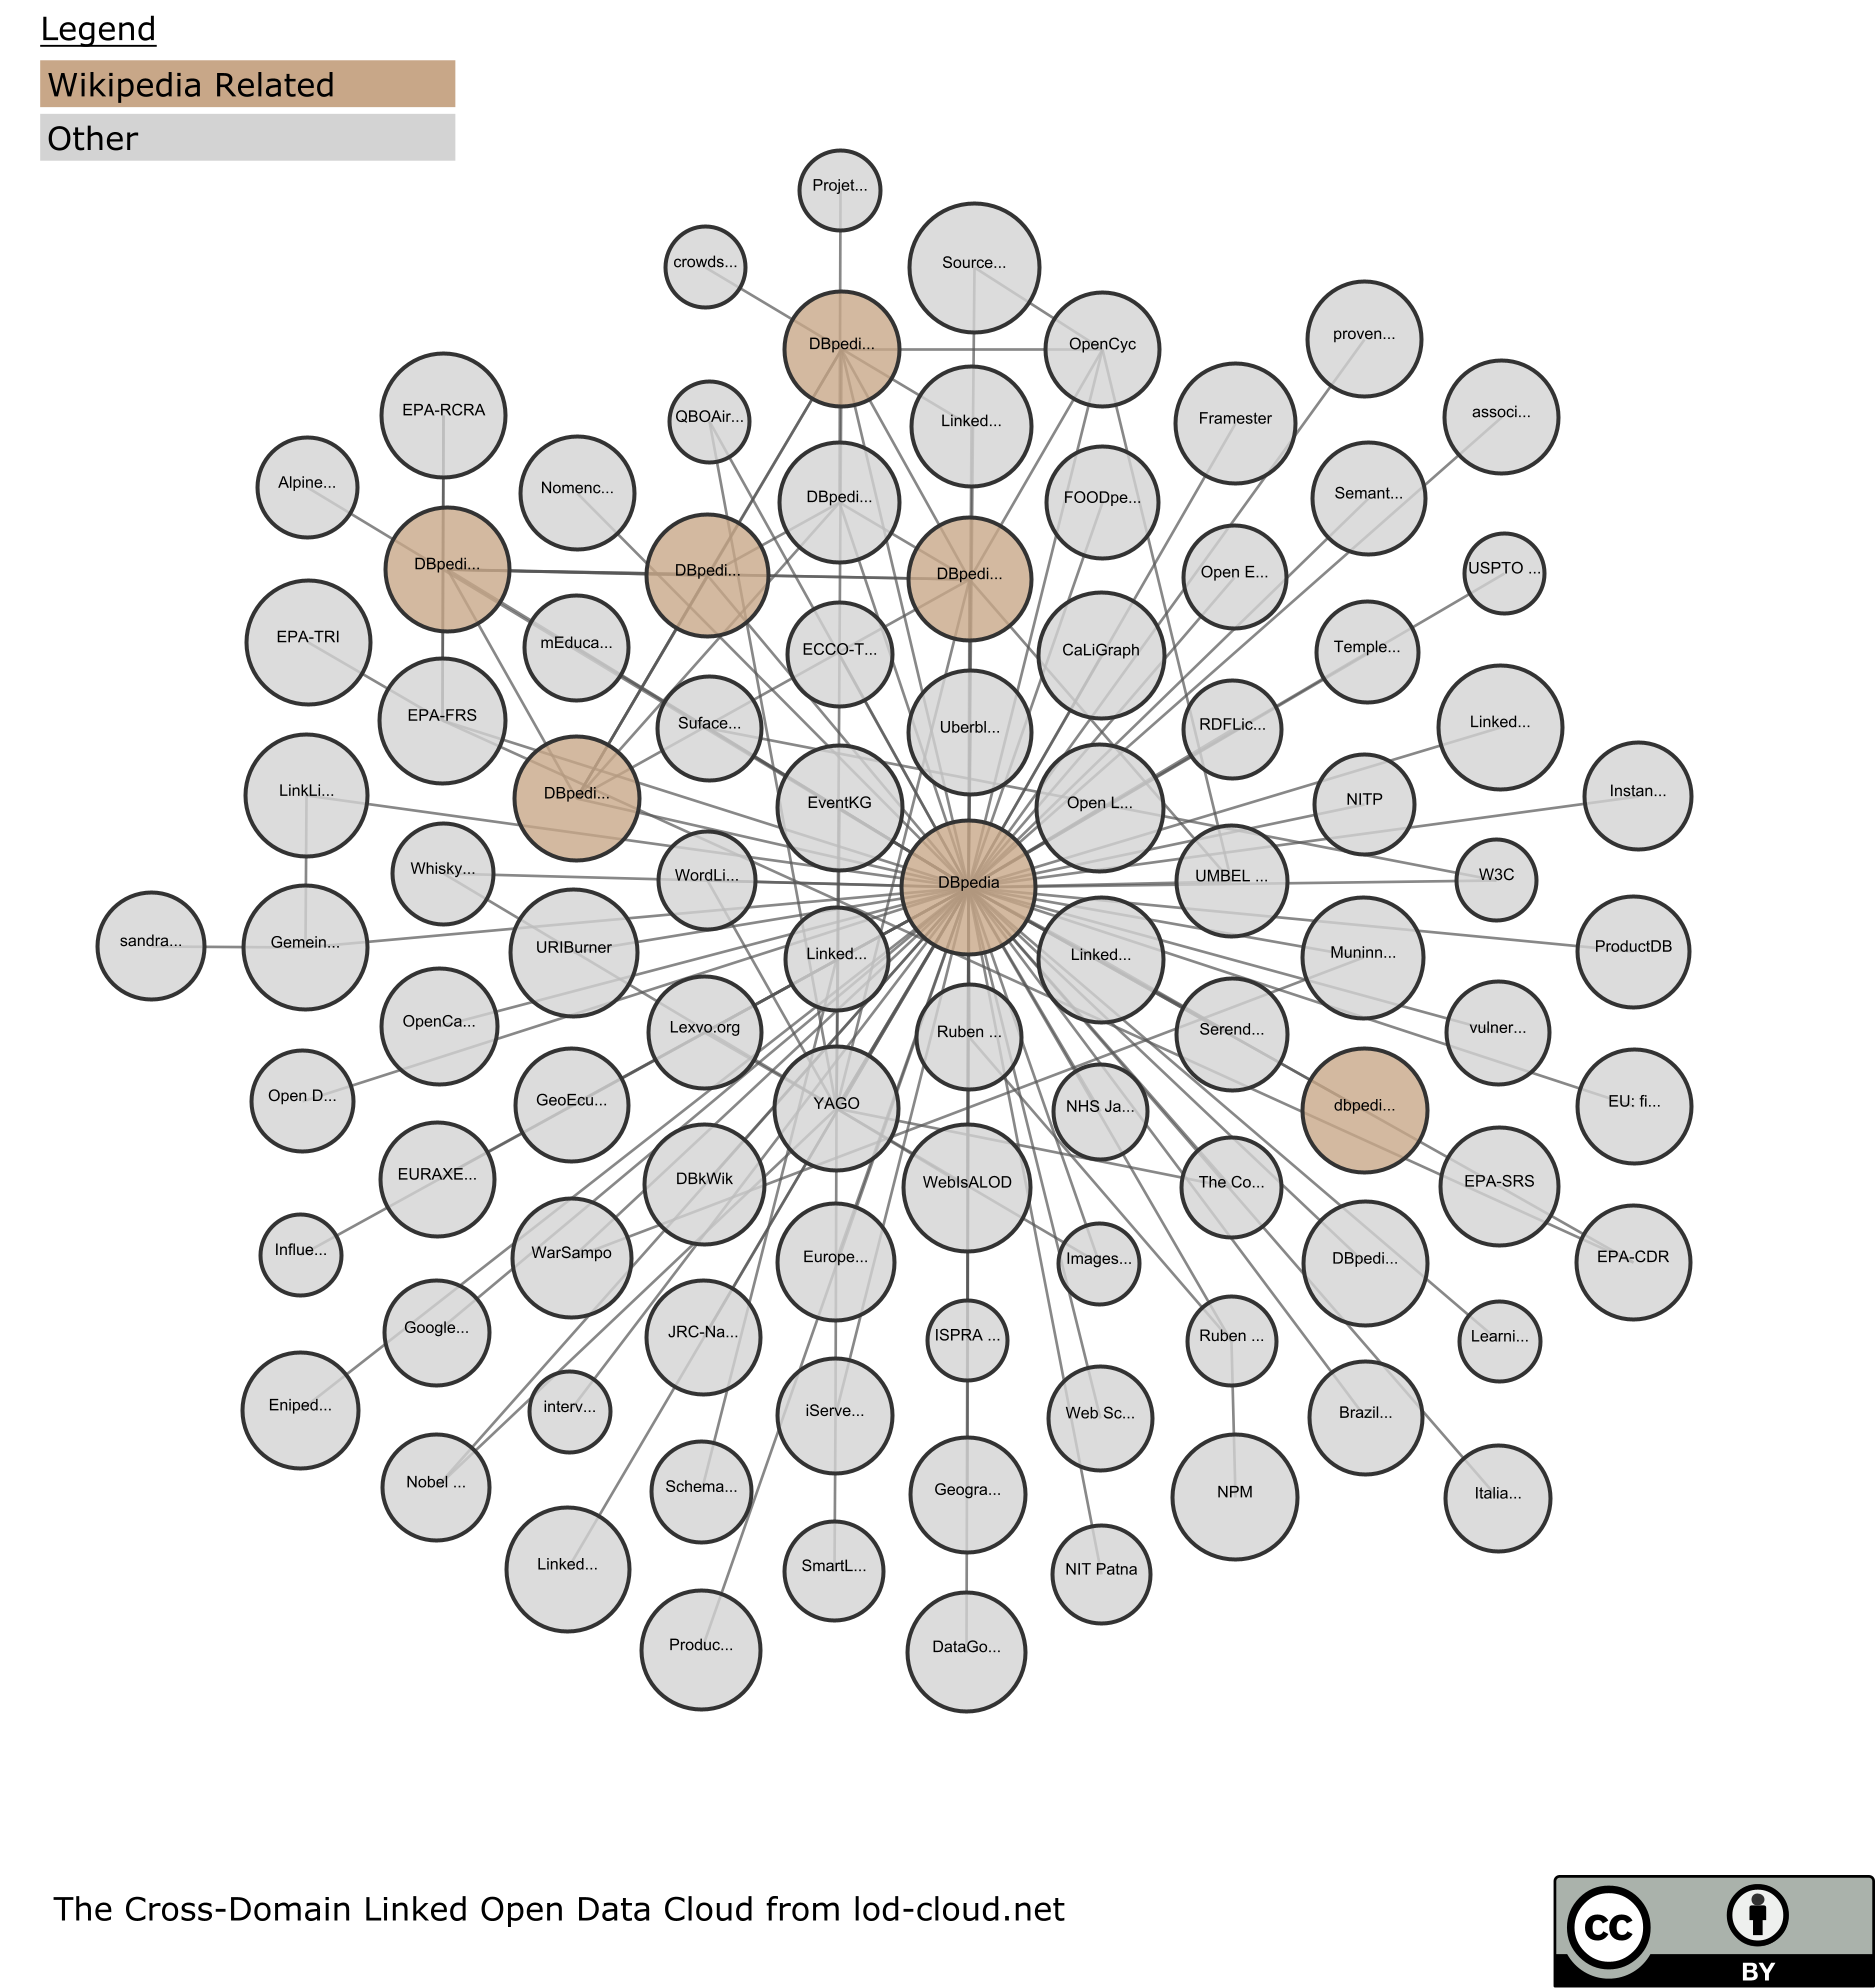 Legend
Wikipedia Related
Other
Projet...
crowds...
Source...
DBpedi...
OpenCyc
proven...
EPA-RCRA
QBOAir...
Linked...
Framester
associ...
Alpine...
Nomenc...
DBpedi...
FOODpe...
Semant...
DBpedi...
DBpedi...
DBpedi...
Open E...
USPTO ...
EPA-TRI
mEduca...
ECCO-T...
CaLiGraph
Temple...
EPA-FRS
Suface...
Uberbl...
RDFLic...
Linked...
LinkLi...
DBpedi...
EventKG
Open L...
NITP
Instan...
Whisky...
WordLi...
DBpedia
UMBEL ...
W3C
sandra...
Gemein...
URIBurner
Linked...
Linked...
Muninn...
ProductDB
OpenCa...
Lexvo.org
Ruben ...
Serend...
vulner...
Open D...
GeoEcu...
YAGO
NHS Ja...
dbpedi...
EU: fi...
EURAXE...
DBkWik
WebIsALOD
The Co...
EPA-SRS
Influe...
WarSampo
Europe...
Images...
DBpedi...
EPA-CDR
Google...
JRC-Na...
ISPRA ...
Ruben ...
Learni...
Eniped...
interv...
iServe...
Web Sc...
Brazil...
Nobel ...
Schema...
Geogra...
NPM
Italia...
Linked...
SmartL...
NIT Patna
Produc...
DataGo...
The Cross-Domain Linked Open Data Cloud from lod-cloud.net
cc
BY